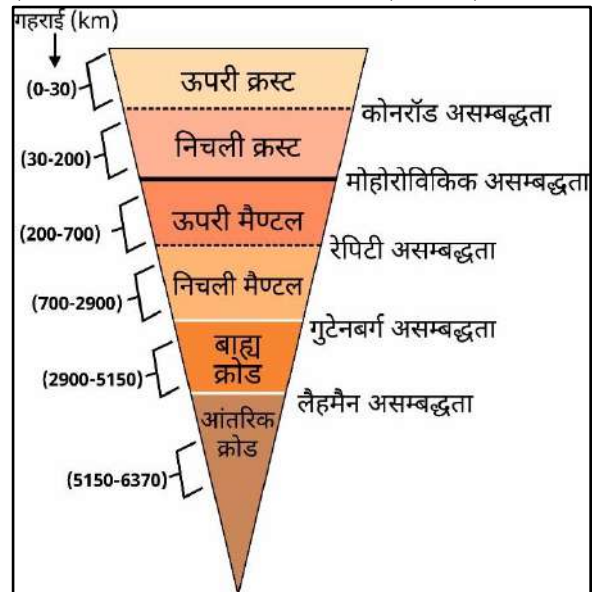 गहराई (km)
(0-30)
ऊपरी क्रस्ट
कोनरॉड असम्बद्धता
(30-200)
निचली क्रस्ट
मोहोरोविकिक असम्बद्धता
(200-700)
ऊपरी मैण्टल
रेपिटी असम्बद्धता
(700-2900)
निचली मैण्टल
गुटेनबर्ग असम्बद्धता
(2900-5150)
बाह्य
क्रोड
लैहमैन असम्बद्धता
आंतरिक
क्रोड
(5150-6370)